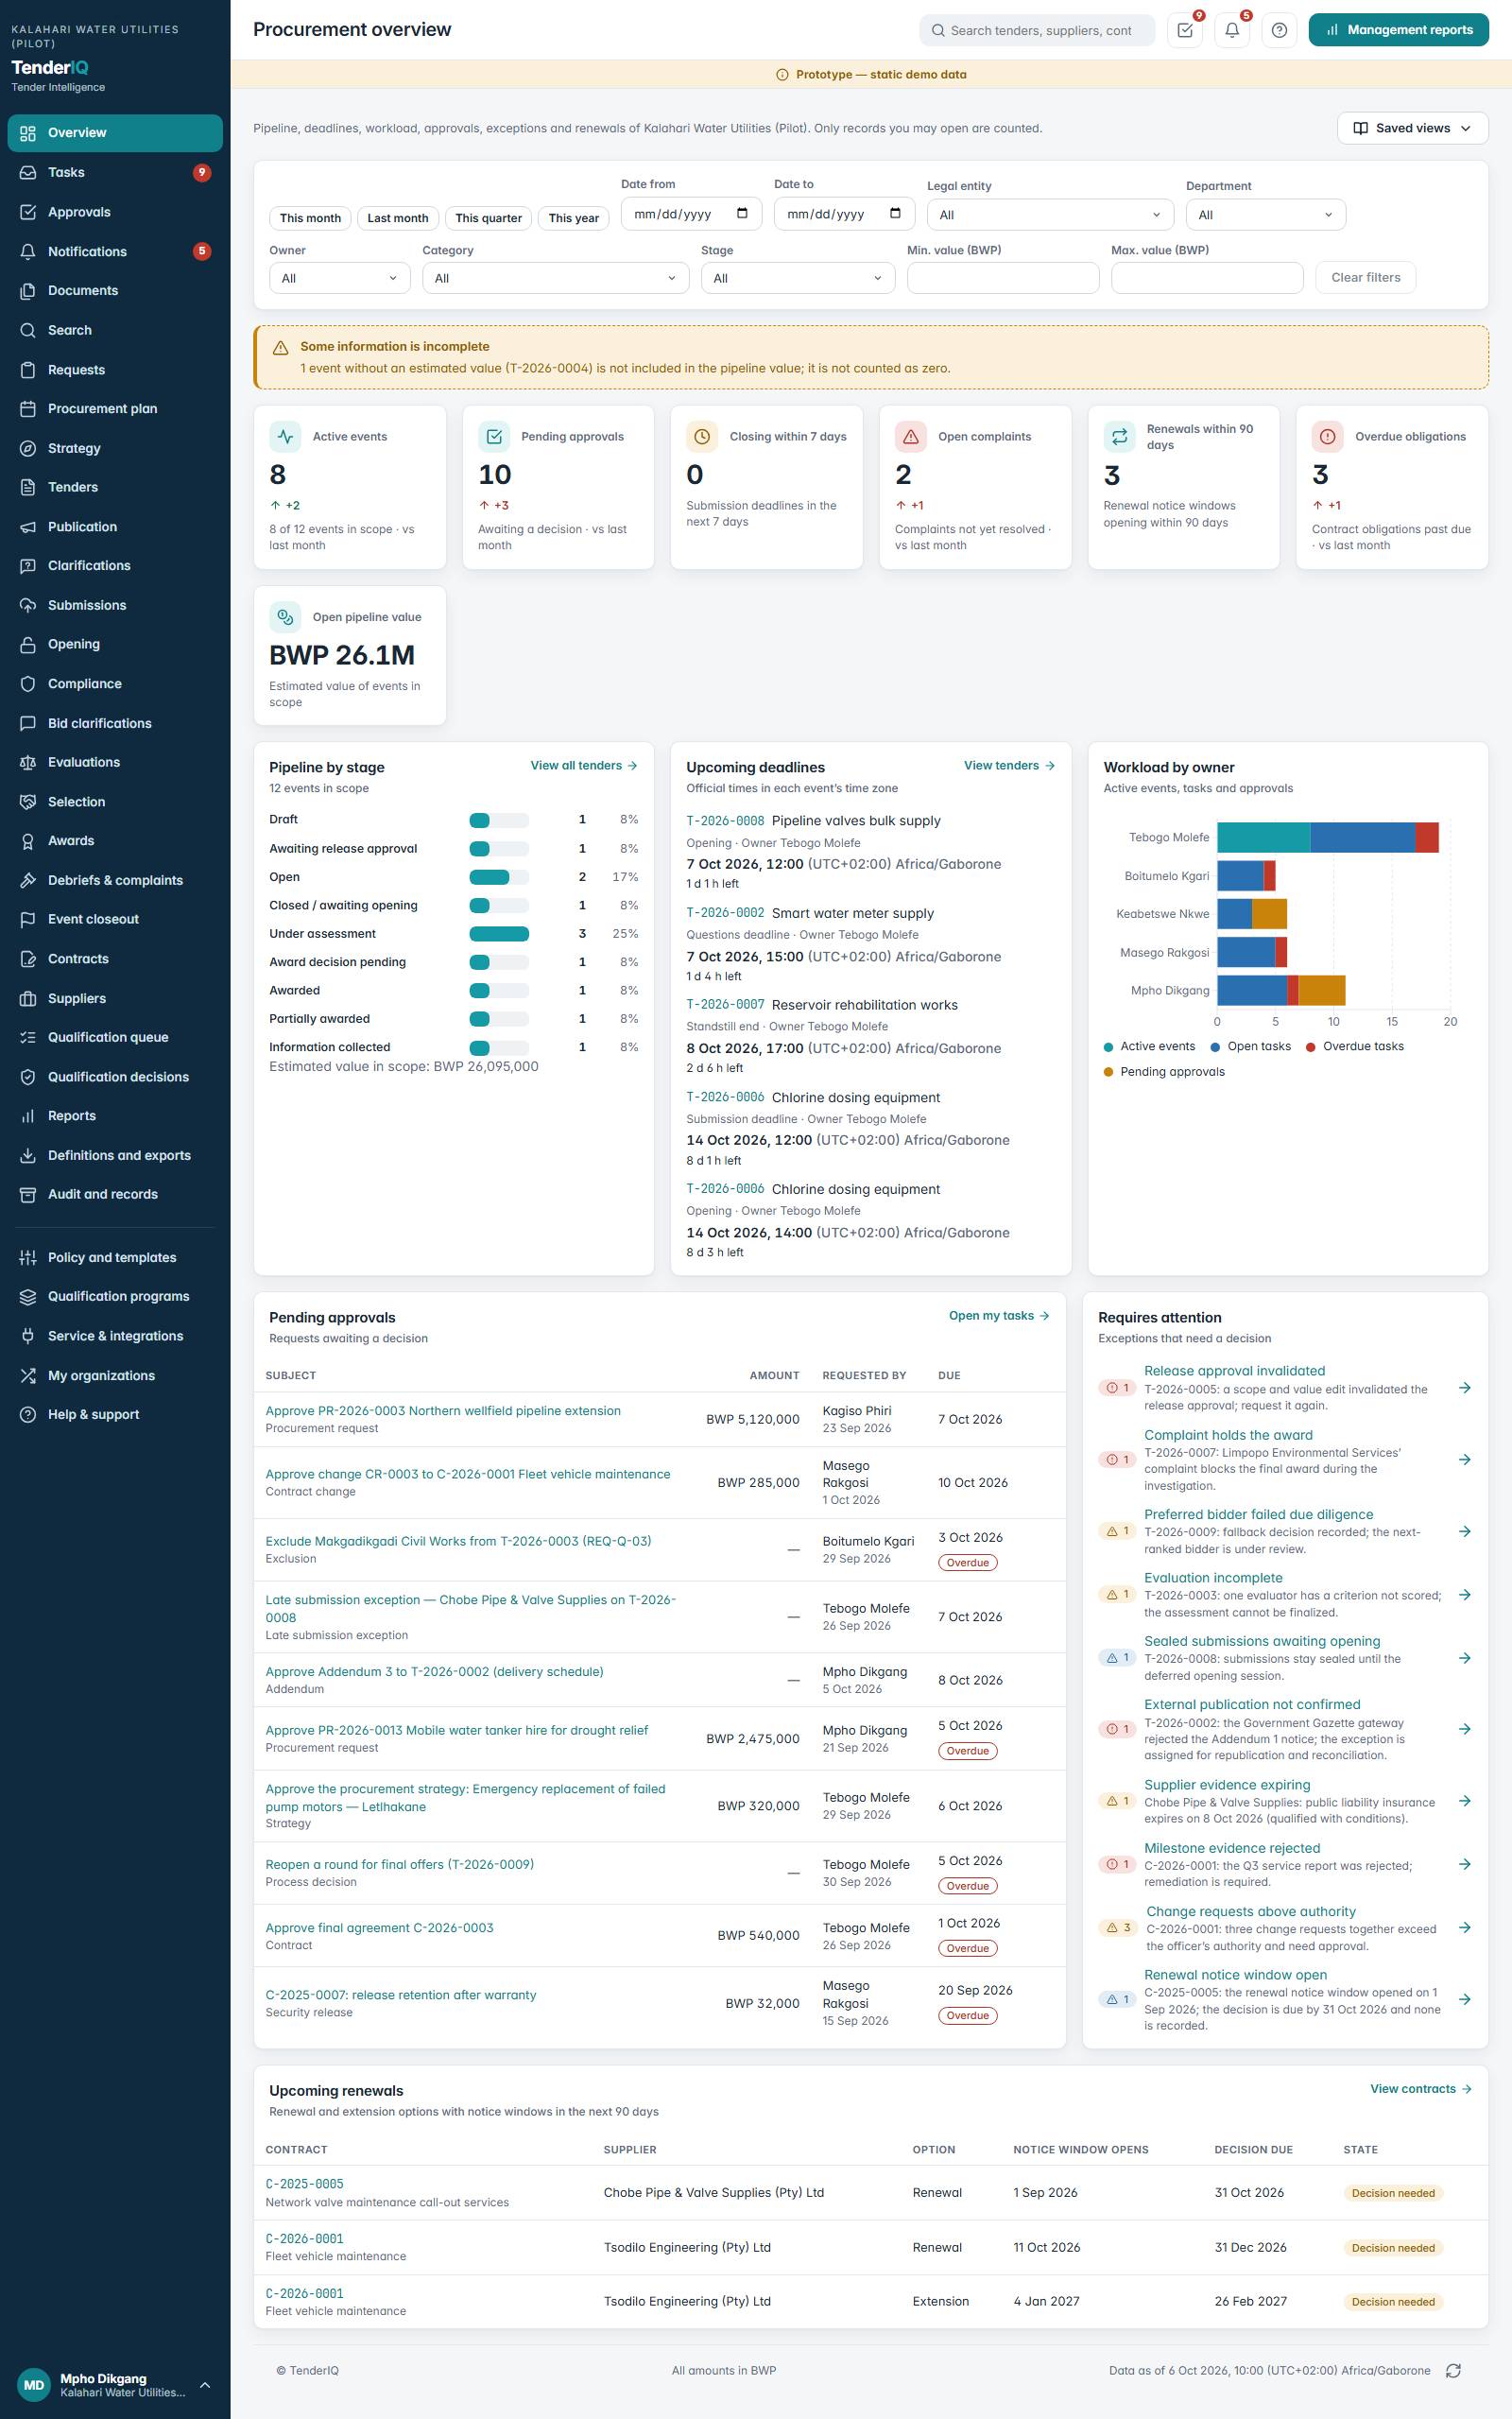 KALAHARI WATER UTILITIES
(PILOT)
TenderIQ
Tender Intelligence
Overview
Tasks 9
Approvals
Notifications 5
Documents
Search
Requests
Procurement plan
Strategy
Tenders
Publication
Clarifications
Submissions
Opening
Compliance
Bid clarifications
Evaluations
Selection
Awards
Debriefs & complaints
Event closeout
Contracts
Suppliers
Qualification queue
Qualification decisions
Reports
Definitions and exports
Audit and records
Policy and templates
Qualification programs
Service & integrations
My organizations
Help & support
MD
Mpho Dikgang
Kalahari Water Utilities...
Procurement overview
Search tenders, suppliers, cont
9
5
Management reports
Prototype — static demo data
Pipeline, deadlines, workload, approvals, exceptions and renewals of Kalahari Water Utilities (Pilot). Only records you may open are counted.
Saved views
This month Last month This quarter This year
Date from
mm/dd/yyyy
Date to
mm/dd/yyyy
Legal entity
All
Department
All
Owner
All
Category
All
Stage
All
Min. value (BWP)
Max. value (BWP)
Clear filters
Some information is incomplete
1 event without an estimated value (T-2026-0004) is not included in the pipeline value; it is not counted as zero.
Active events
8
+2
8 of 12 events in scope · vs
last month
Pending approvals
10
+3
Awaiting a decision · vs last
month
Closing within 7 days
0
Submission deadlines in the
next 7 days
Open complaints
2
+1
Complaints not yet resolved ·
vs last month
Renewals within 90
days
3
Renewal notice windows
opening within 90 days
Overdue obligations
3
+1
Contract obligations past due
· vs last month
Open pipeline value
BWP 26.1M
Estimated value of events in
scope
Pipeline by stage
View all tenders →
12 events in scope
Draft 1 8%
Awaiting release approval 1 8%
Open 2 17%
Closed / awaiting opening 1 8%
Under assessment 3 25%
Award decision pending 1 8%
Awarded 1 8%
Partially awarded 1 8%
Information collected 1 8%
Estimated value in scope: BWP 26,095,000
Upcoming deadlines
View tenders →
Official times in each event's time zone
T-2026-0008 Pipeline valves bulk supply
Opening · Owner Tebogo Molefe
7 Oct 2026, 12:00 (UTC+02:00) Africa/Gaborone
1 d 1 h left
T-2026-0002 Smart water meter supply
Questions deadline · Owner Tebogo Molefe
7 Oct 2026, 15:00 (UTC+02:00) Africa/Gaborone
1 d 4 h left
T-2026-0007 Reservoir rehabilitation works
Standstill end · Owner Tebogo Molefe
8 Oct 2026, 17:00 (UTC+02:00) Africa/Gaborone
2 d 6 h left
T-2026-0006 Chlorine dosing equipment
Submission deadline · Owner Tebogo Molefe
14 Oct 2026, 12:00 (UTC+02:00) Africa/Gaborone
8 d 1 h left
T-2026-0006 Chlorine dosing equipment
Opening · Owner Tebogo Molefe
14 Oct 2026, 14:00 (UTC+02:00) Africa/Gaborone
8 d 3 h left
Workload by owner
Active events, tasks and approvals
Tebogo Molefe
Boitumelo Kgari
Keabetswe Nkwe
Masego Rakgosi
Mpho Dikgang
0 5 10 15 20
Active events Open tasks Overdue tasks
Pending approvals
Pending approvals
Open my tasks →
Requests awaiting a decision
SUBJECT AMOUNT REQUESTED BY DUE
Approve PR-2026-0003 Northern wellfield pipeline extension
Procurement request
BWP 5,120,000
Kagiso Phiri
23 Sep 2026
7 Oct 2026
Approve change CR-0003 to C-2026-0001 Fleet vehicle maintenance
Contract change
BWP 285,000
Masego
Rakgosi
1 Oct 2026
10 Oct 2026
Exclude Makgadikgadi Civil Works from T-2026-0003 (REQ-Q-03)
Exclusion
—
Boitumelo Kgari
29 Sep 2026
3 Oct 2026
Overdue
Late submission exception — Chobe Pipe & Valve Supplies on T-2026-
0008
Late submission exception
—
Tebogo Molefe
26 Sep 2026
7 Oct 2026
Approve Addendum 3 to T-2026-0002 (delivery schedule)
Addendum
—
Mpho Dikgang
5 Oct 2026
8 Oct 2026
Approve PR-2026-0013 Mobile water tanker hire for drought relief
Procurement request
BWP 2,475,000
Mpho Dikgang
21 Sep 2026
5 Oct 2026
Overdue
Approve the procurement strategy: Emergency replacement of failed
pump motors — Letlhakane
Strategy
BWP 320,000
Tebogo Molefe
29 Sep 2026
6 Oct 2026
Reopen a round for final offers (T-2026-0009)
Process decision
—
Tebogo Molefe
30 Sep 2026
5 Oct 2026
Overdue
Approve final agreement C-2026-0003
Contract
BWP 540,000
Tebogo Molefe
26 Sep 2026
1 Oct 2026
Overdue
C-2025-0007: release retention after warranty
Security release
BWP 32,000
Masego
Rakgosi
15 Sep 2026
20 Sep 2026
Overdue
Requires attention
Exceptions that need a decision
1
Release approval invalidated
T-2026-0005: a scope and value edit invalidated the
release approval; request it again.
1
Complaint holds the award
T-2026-0007: Limpopo Environmental Services'
complaint blocks the final award during the
investigation.
1
Preferred bidder failed due diligence
T-2026-0009: fallback decision recorded; the next-
ranked bidder is under review.
1
Evaluation incomplete
T-2026-0003: one evaluator has a criterion not scored;
the assessment cannot be finalized.
1
Sealed submissions awaiting opening
T-2026-0008: submissions stay sealed until the
deferred opening session.
1
External publication not confirmed
T-2026-0002: the Government Gazette gateway
rejected the Addendum 1 notice; the exception is
assigned for republication and reconciliation.
1
Supplier evidence expiring
Chobe Pipe & Valve Supplies: public liability insurance
expires on 8 Oct 2026 (qualified with conditions).
1
Milestone evidence rejected
C-2026-0001: the Q3 service report was rejected;
remediation is required.
3
Change requests above authority
C-2026-0001: three change requests together exceed
the officer's authority and need approval.
1
Renewal notice window open
C-2025-0005: the renewal notice window opened on 1
Sep 2026; the decision is due by 31 Oct 2026 and none
is recorded.
Upcoming renewals
View contracts →
Renewal and extension options with notice windows in the next 90 days
CONTRACT SUPPLIER OPTION NOTICE WINDOW OPENS DECISION DUE STATE
C-2025-0005
Network valve maintenance call-out services
Chobe Pipe & Valve Supplies (Pty) Ltd Renewal 1 Sep 2026 31 Oct 2026 Decision needed
C-2026-0001
Fleet vehicle maintenance
Tsodilo Engineering (Pty) Ltd Renewal 11 Oct 2026 31 Dec 2026 Decision needed
C-2026-0001
Fleet vehicle maintenance
Tsodilo Engineering (Pty) Ltd Extension 4 Jan 2027 26 Feb 2027 Decision needed
© TenderIQ
All amounts in BWP
Data as of 6 Oct 2026, 10:00 (UTC+02:00) Africa/Gaborone